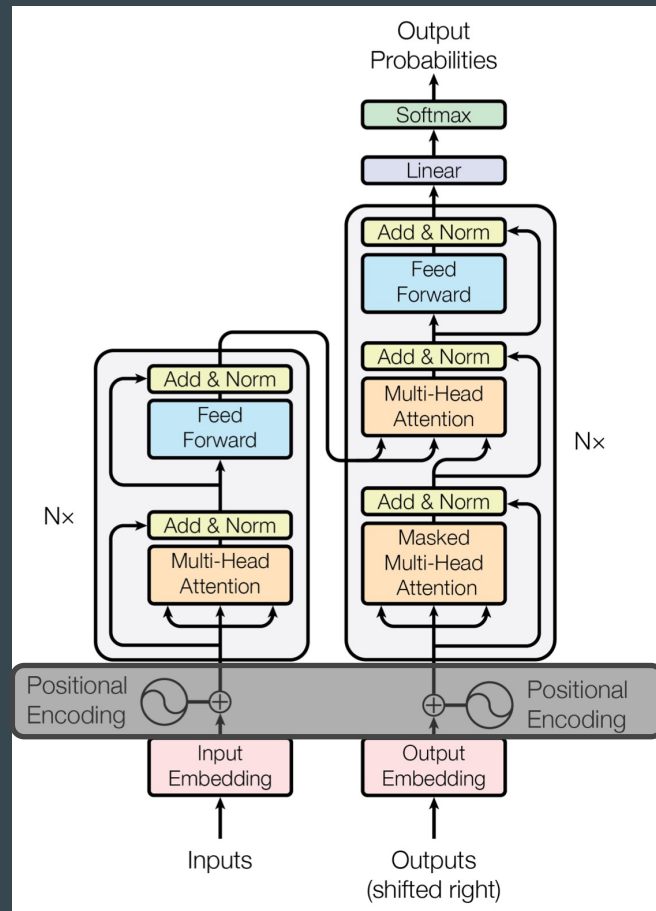 Output
Probabilities
Softmax
Linear
Add & Norm
Feed
Forward
Add & Norm
Multi-Head
Attention
Add & Norm
Masked
Multi-Head
Attention
Nx
Add & Norm
Feed
Forward
Add & Norm
Multi-Head
Attention
Nx
Positional
Encoding
Positional
Encoding
Input
Embedding
Output
Embedding
Inputs
Outputs
(shifted right)